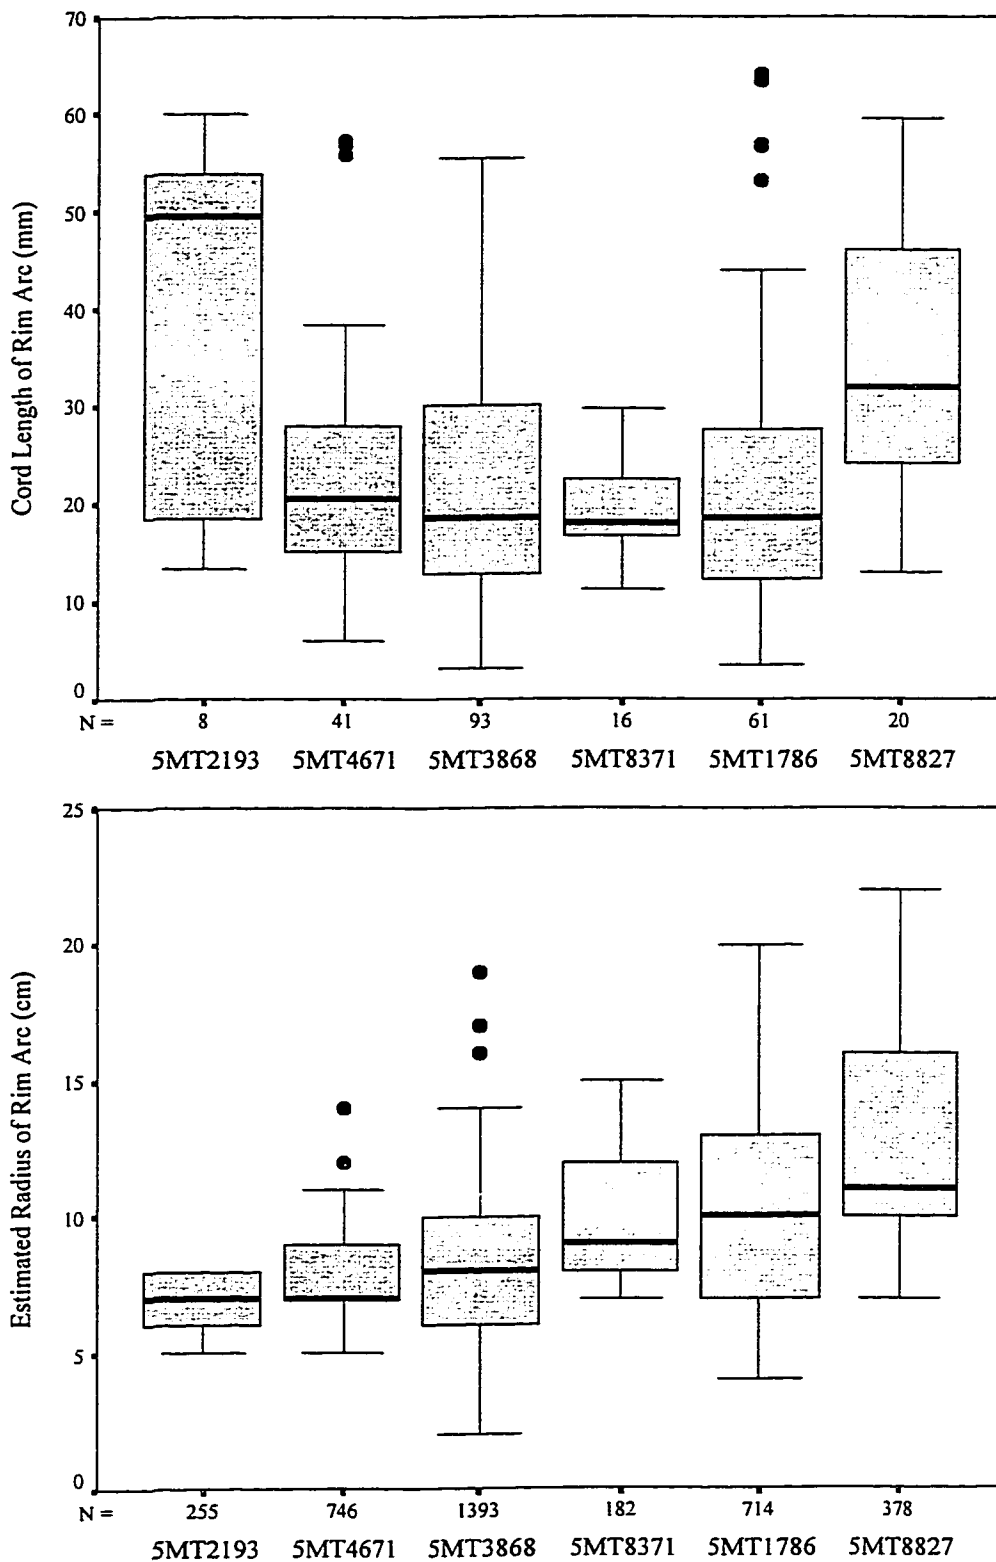 70
60
50
40
30
20
10
0
Cord Length of Rim Arc (mm)
N = 8 41 93 16 61 20
5MT2193 5MT4671 5MT3868 5MT8371 5MT1786 5MT8827
25
20
15
10
5
0
Estimated Radius of Rim Arc (cm)
N = 255 746 1393 182 714 378
5MT2193 5MT4671 5MT3868 5MT8371 5MT1786 5MT8827